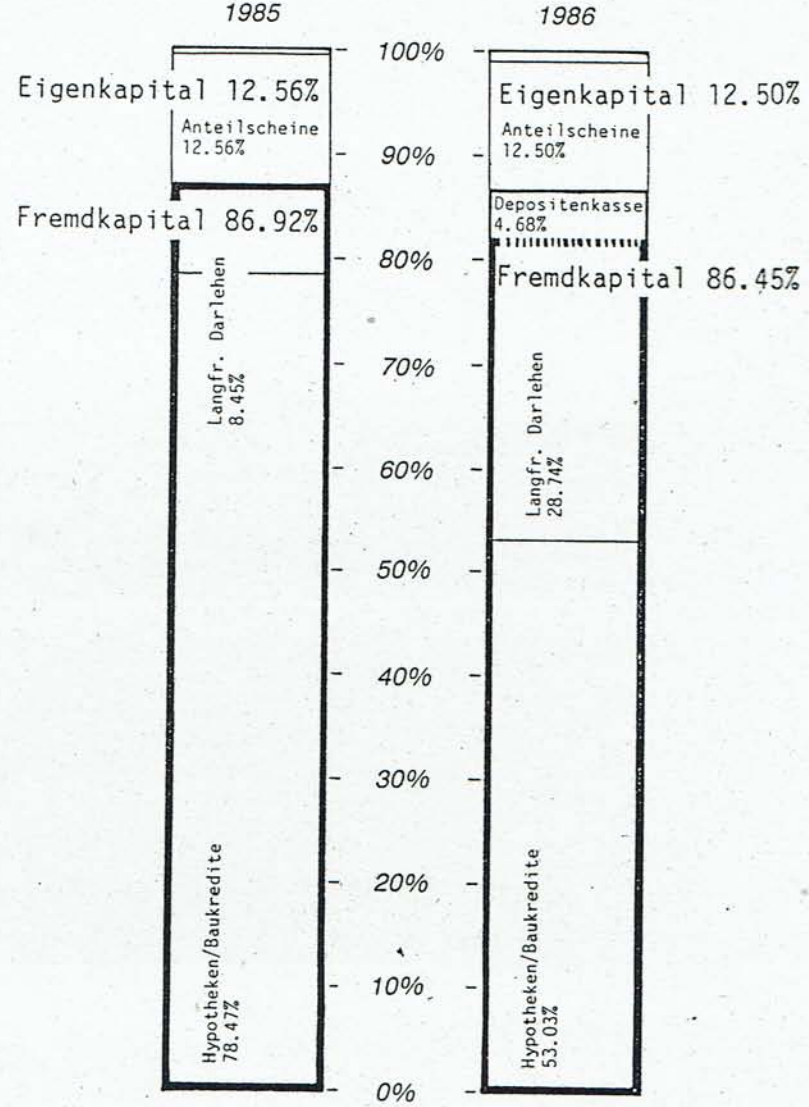 1985
1986
100%
Eigenkapital 12.56%
Eigenkapital 12.50%
Anteilscheine
12.56%
Anteilscheine
12.50%
90%
Depositenkasse
4.68%
Fremdkapital 86.92%
80%
Fremdkapital 86.45%
Langfr. Darlehen
8.45%
70%
Langfr. Darlehen
28.74%
60%
50%
40%
30%
20%
Hypotheken/Baukredite
78.47%
Hypotheken/Baukredite
53.03%
10%
0%